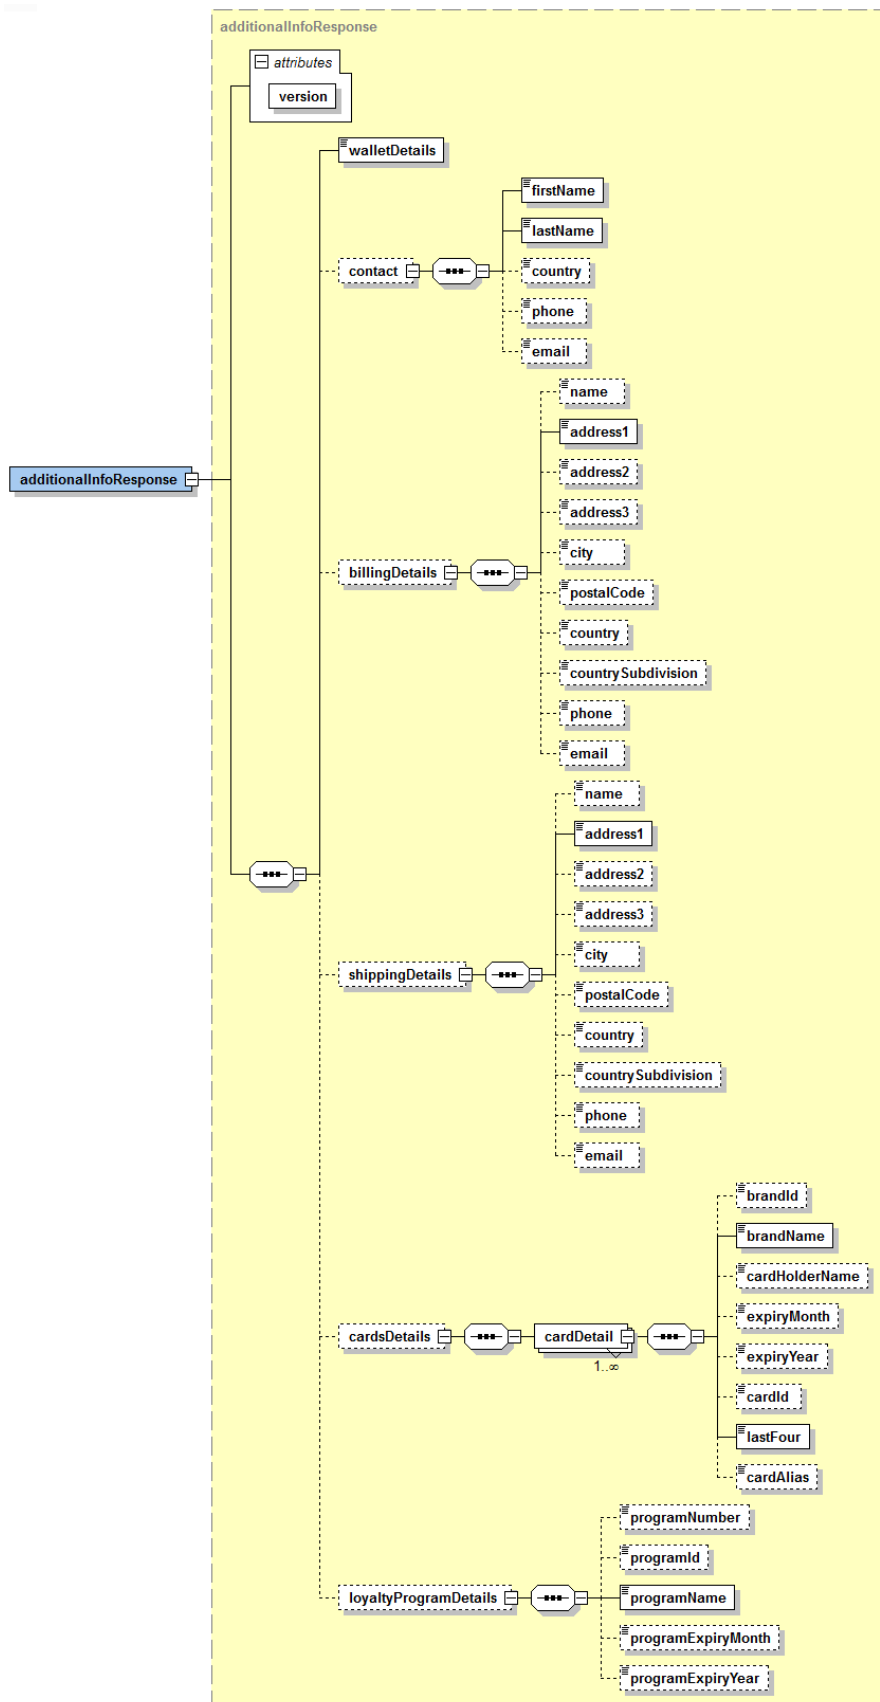 additionalInfoResponse
attributes
version
walletDetails
firstName
lastName
contact
country
phone
email
name
address1
address2
additionalInfoResponse
address3
city
billingDetails
postalCode
country
countrySubdivision
phone
email
name
address1
address2
address3
city
shippingDetails
postalCode
country
countrySubdivision
phone
email
brandId
brandName
cardHolderName
expiryMonth
cardsDetails
cardDetail
1..∞
expiryYear
cardId
lastFour
cardAlias
programNumber
programId
loyaltyProgramDetails
programName
programExpiryMonth
programExpiryYear